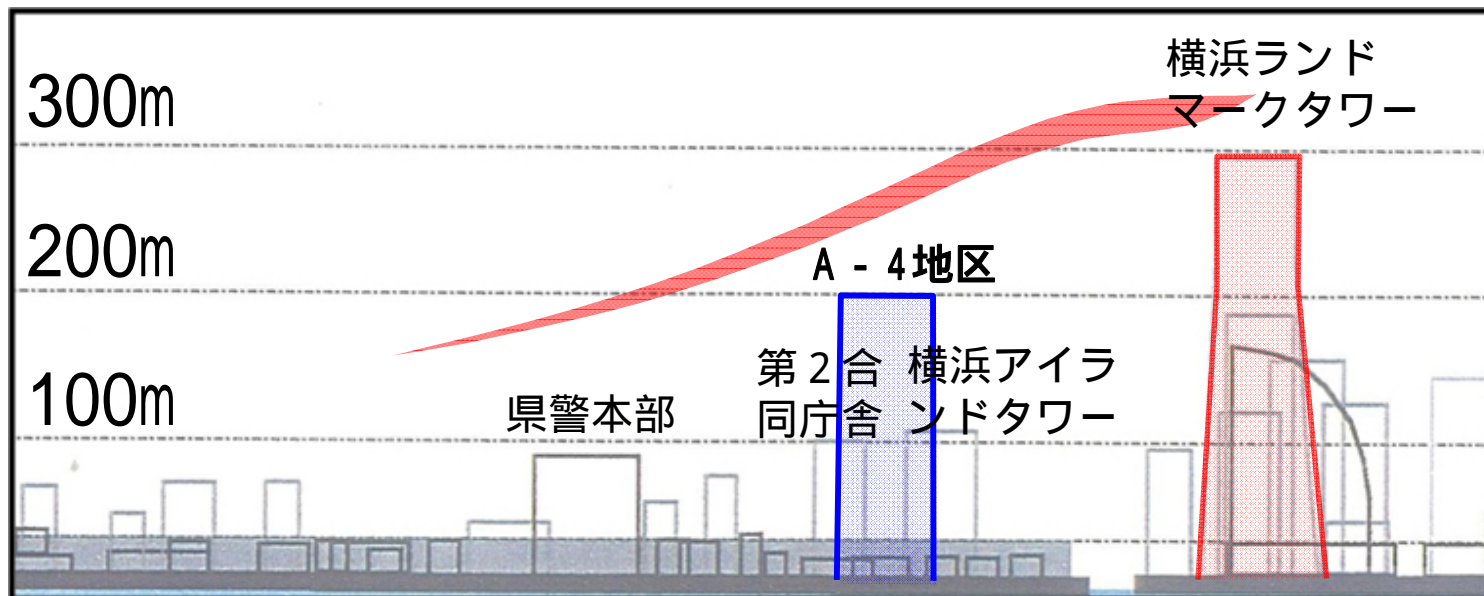 横浜ランド
マークタワー
300m
200m
A - 4地区
100m
県警本部
第2合
同庁舎
横浜アイラ
ンドタワー